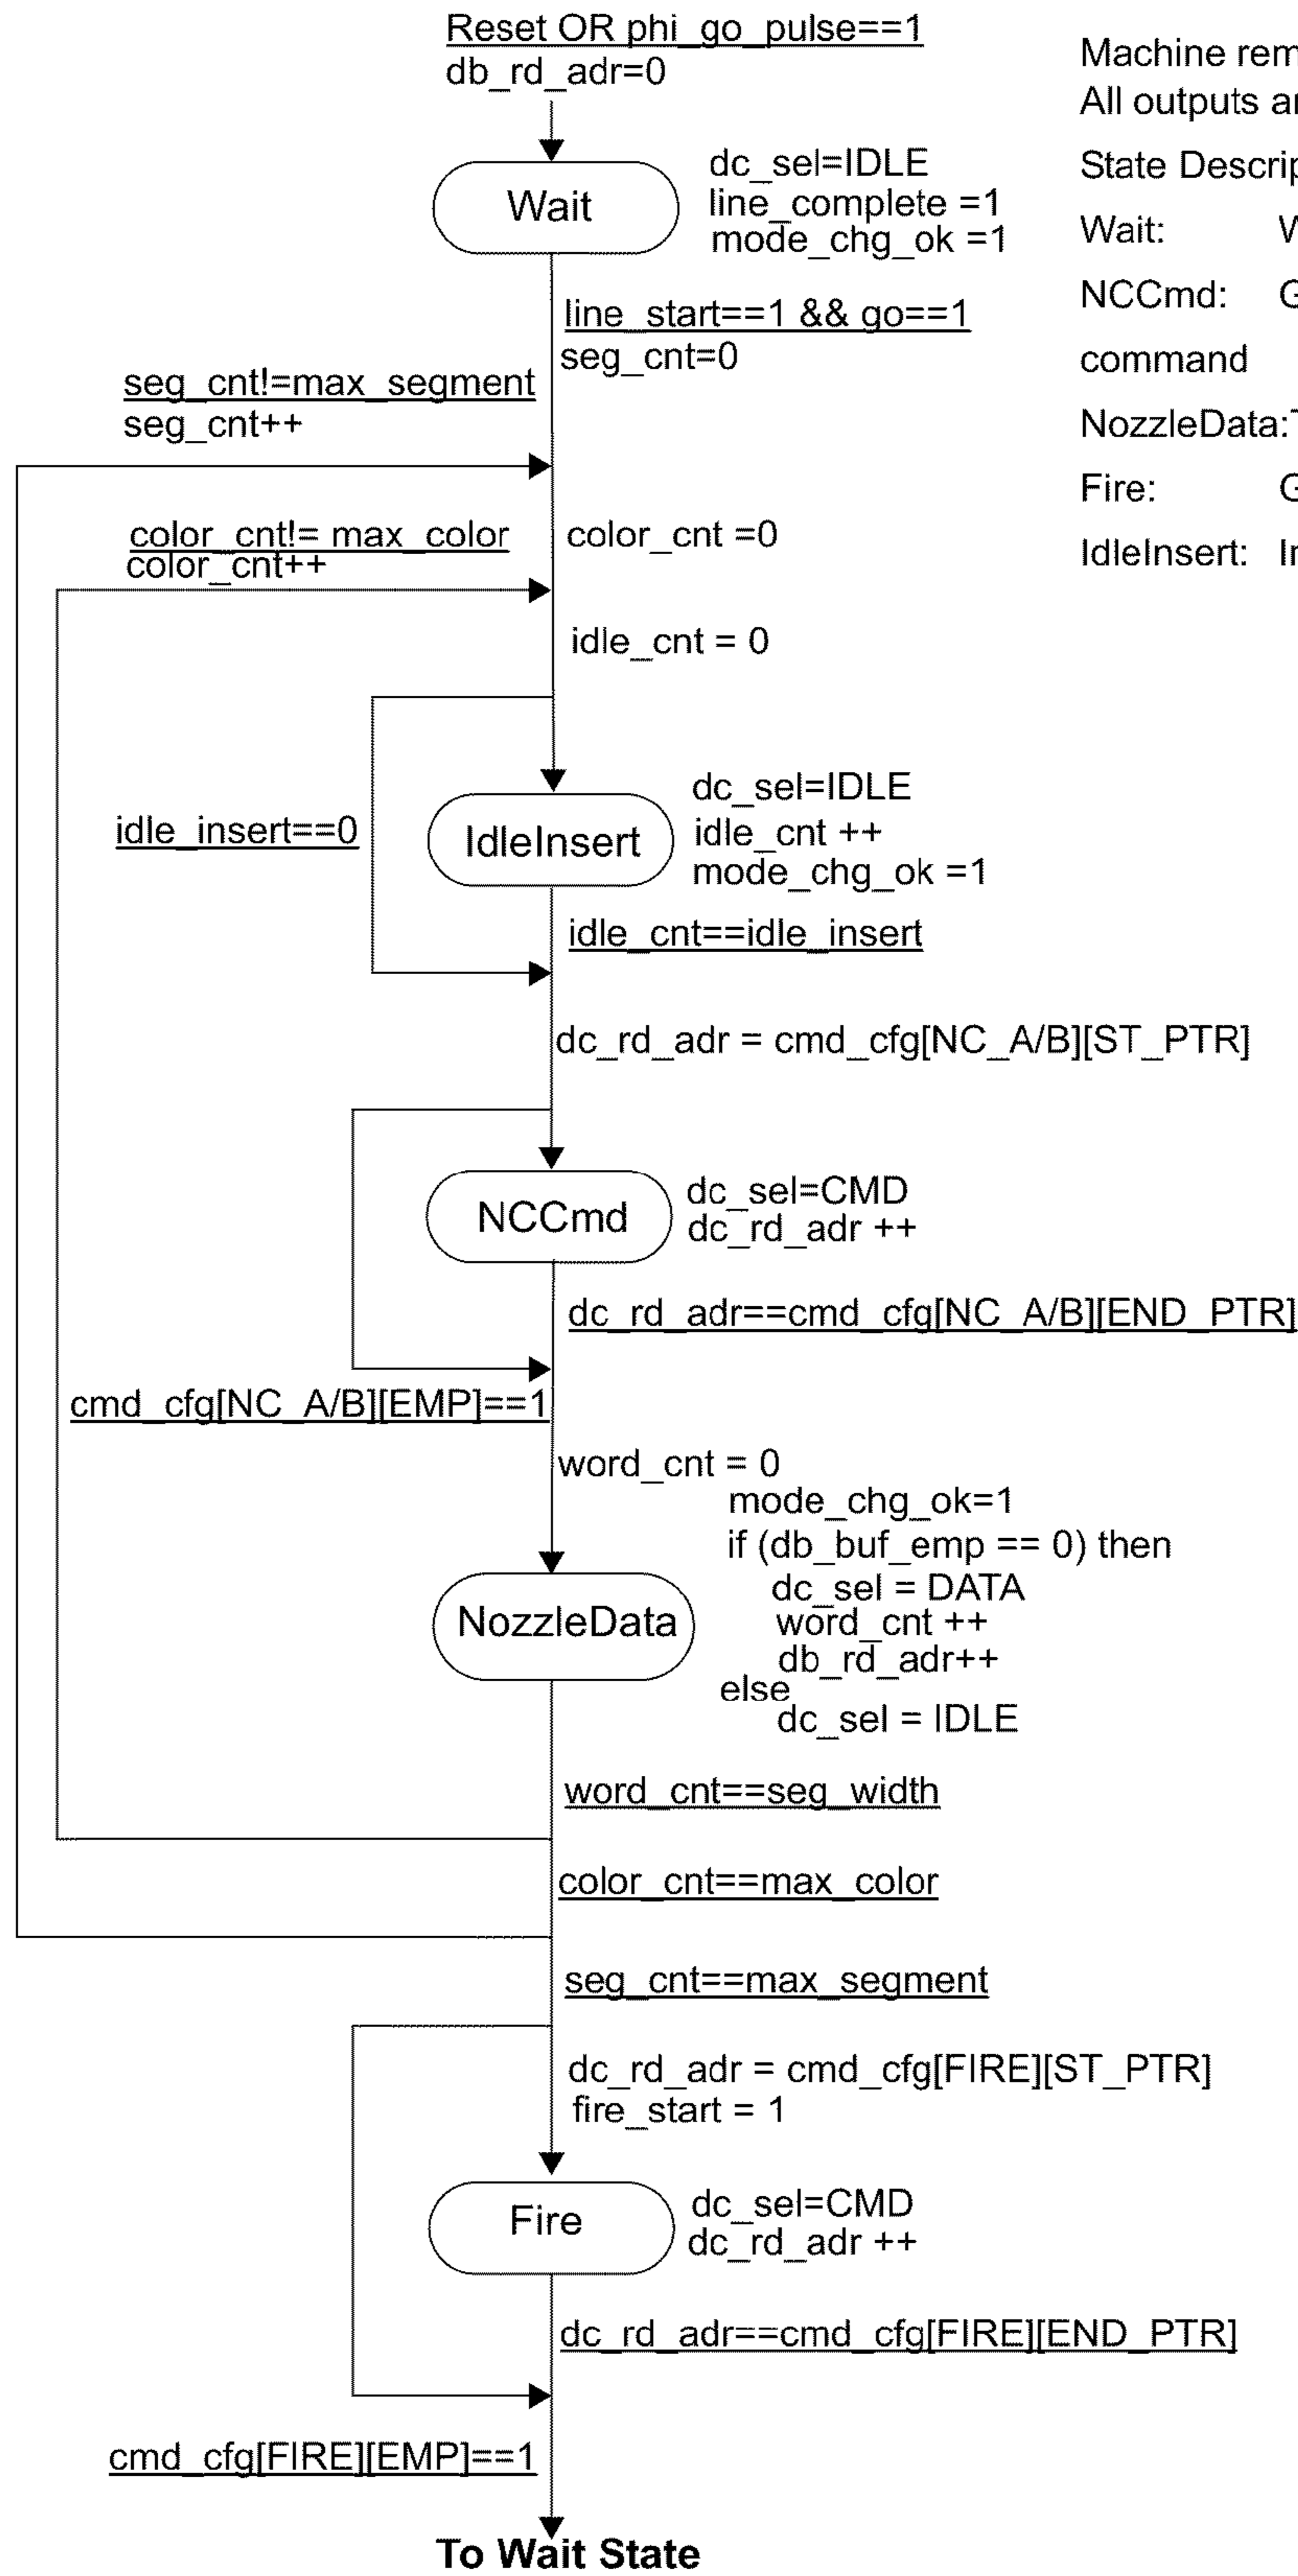 Reset OR phi_go_pulse==1
db_rd_adr=0
Wait
dc_sel=IDLE
line_complete =1
mode_chg_ok =1
line_start==1 && go==1
seg_cnt=0
seg_cnt!=max_segment
seg_cnt++
color_cnt!= max_color
color_cnt++
color_cnt =0
idle_cnt = 0
idle_insert==0
IdleInsert
dc_sel=IDLE
idle_cnt ++
mode_chg_ok =1
idle_cnt==idle_insert
dc_rd_adr = cmd_cfg[NC_A/B][ST_PTR]
NCCmd
dc_sel=CMD
dc_rd_adr ++
dc_rd_adr==cmd_cfg[NC_A/B][END_PTR]
cmd_cfg[NC_A/B][EMP]==1
word_cnt = 0
mode_chg_ok=1
if (db_buf_emp == 0) then
dc_sel = DATA
word_cnt ++
db_rd_adr++
else
dc_sel = IDLE
NozzleData
word_cnt==seg_width
color_cnt==max_color
seg_cnt==max_segment
dc_rd_adr = cmd_cfg[FIRE][ST_PTR]
fire_start = 1
Fire
dc_sel=CMD
dc_rd_adr ++
dc_rd_adr==cmd_cfg[FIRE][END_PTR]
cmd_cfg[FIRE][EMP]==1
To Wait State
Machine
All outputs
State
Wait:
NCCmd:
command
NozzleData:
Fire:
IdleInsert: